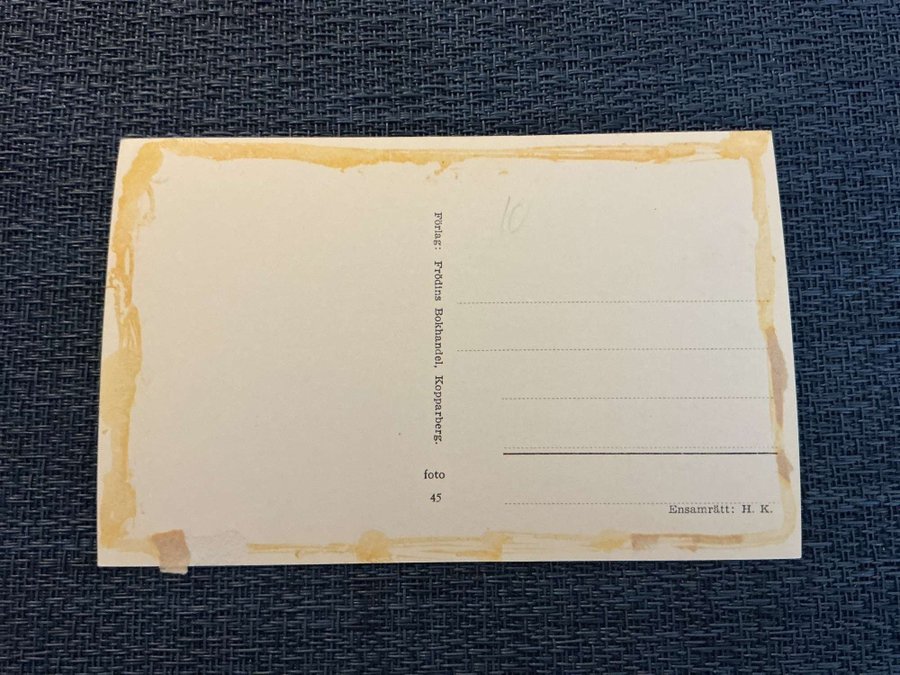 10
Förlag: Frödins Bokhandel, Kopparberg.
foto
45
Ensamrätt: H. K.